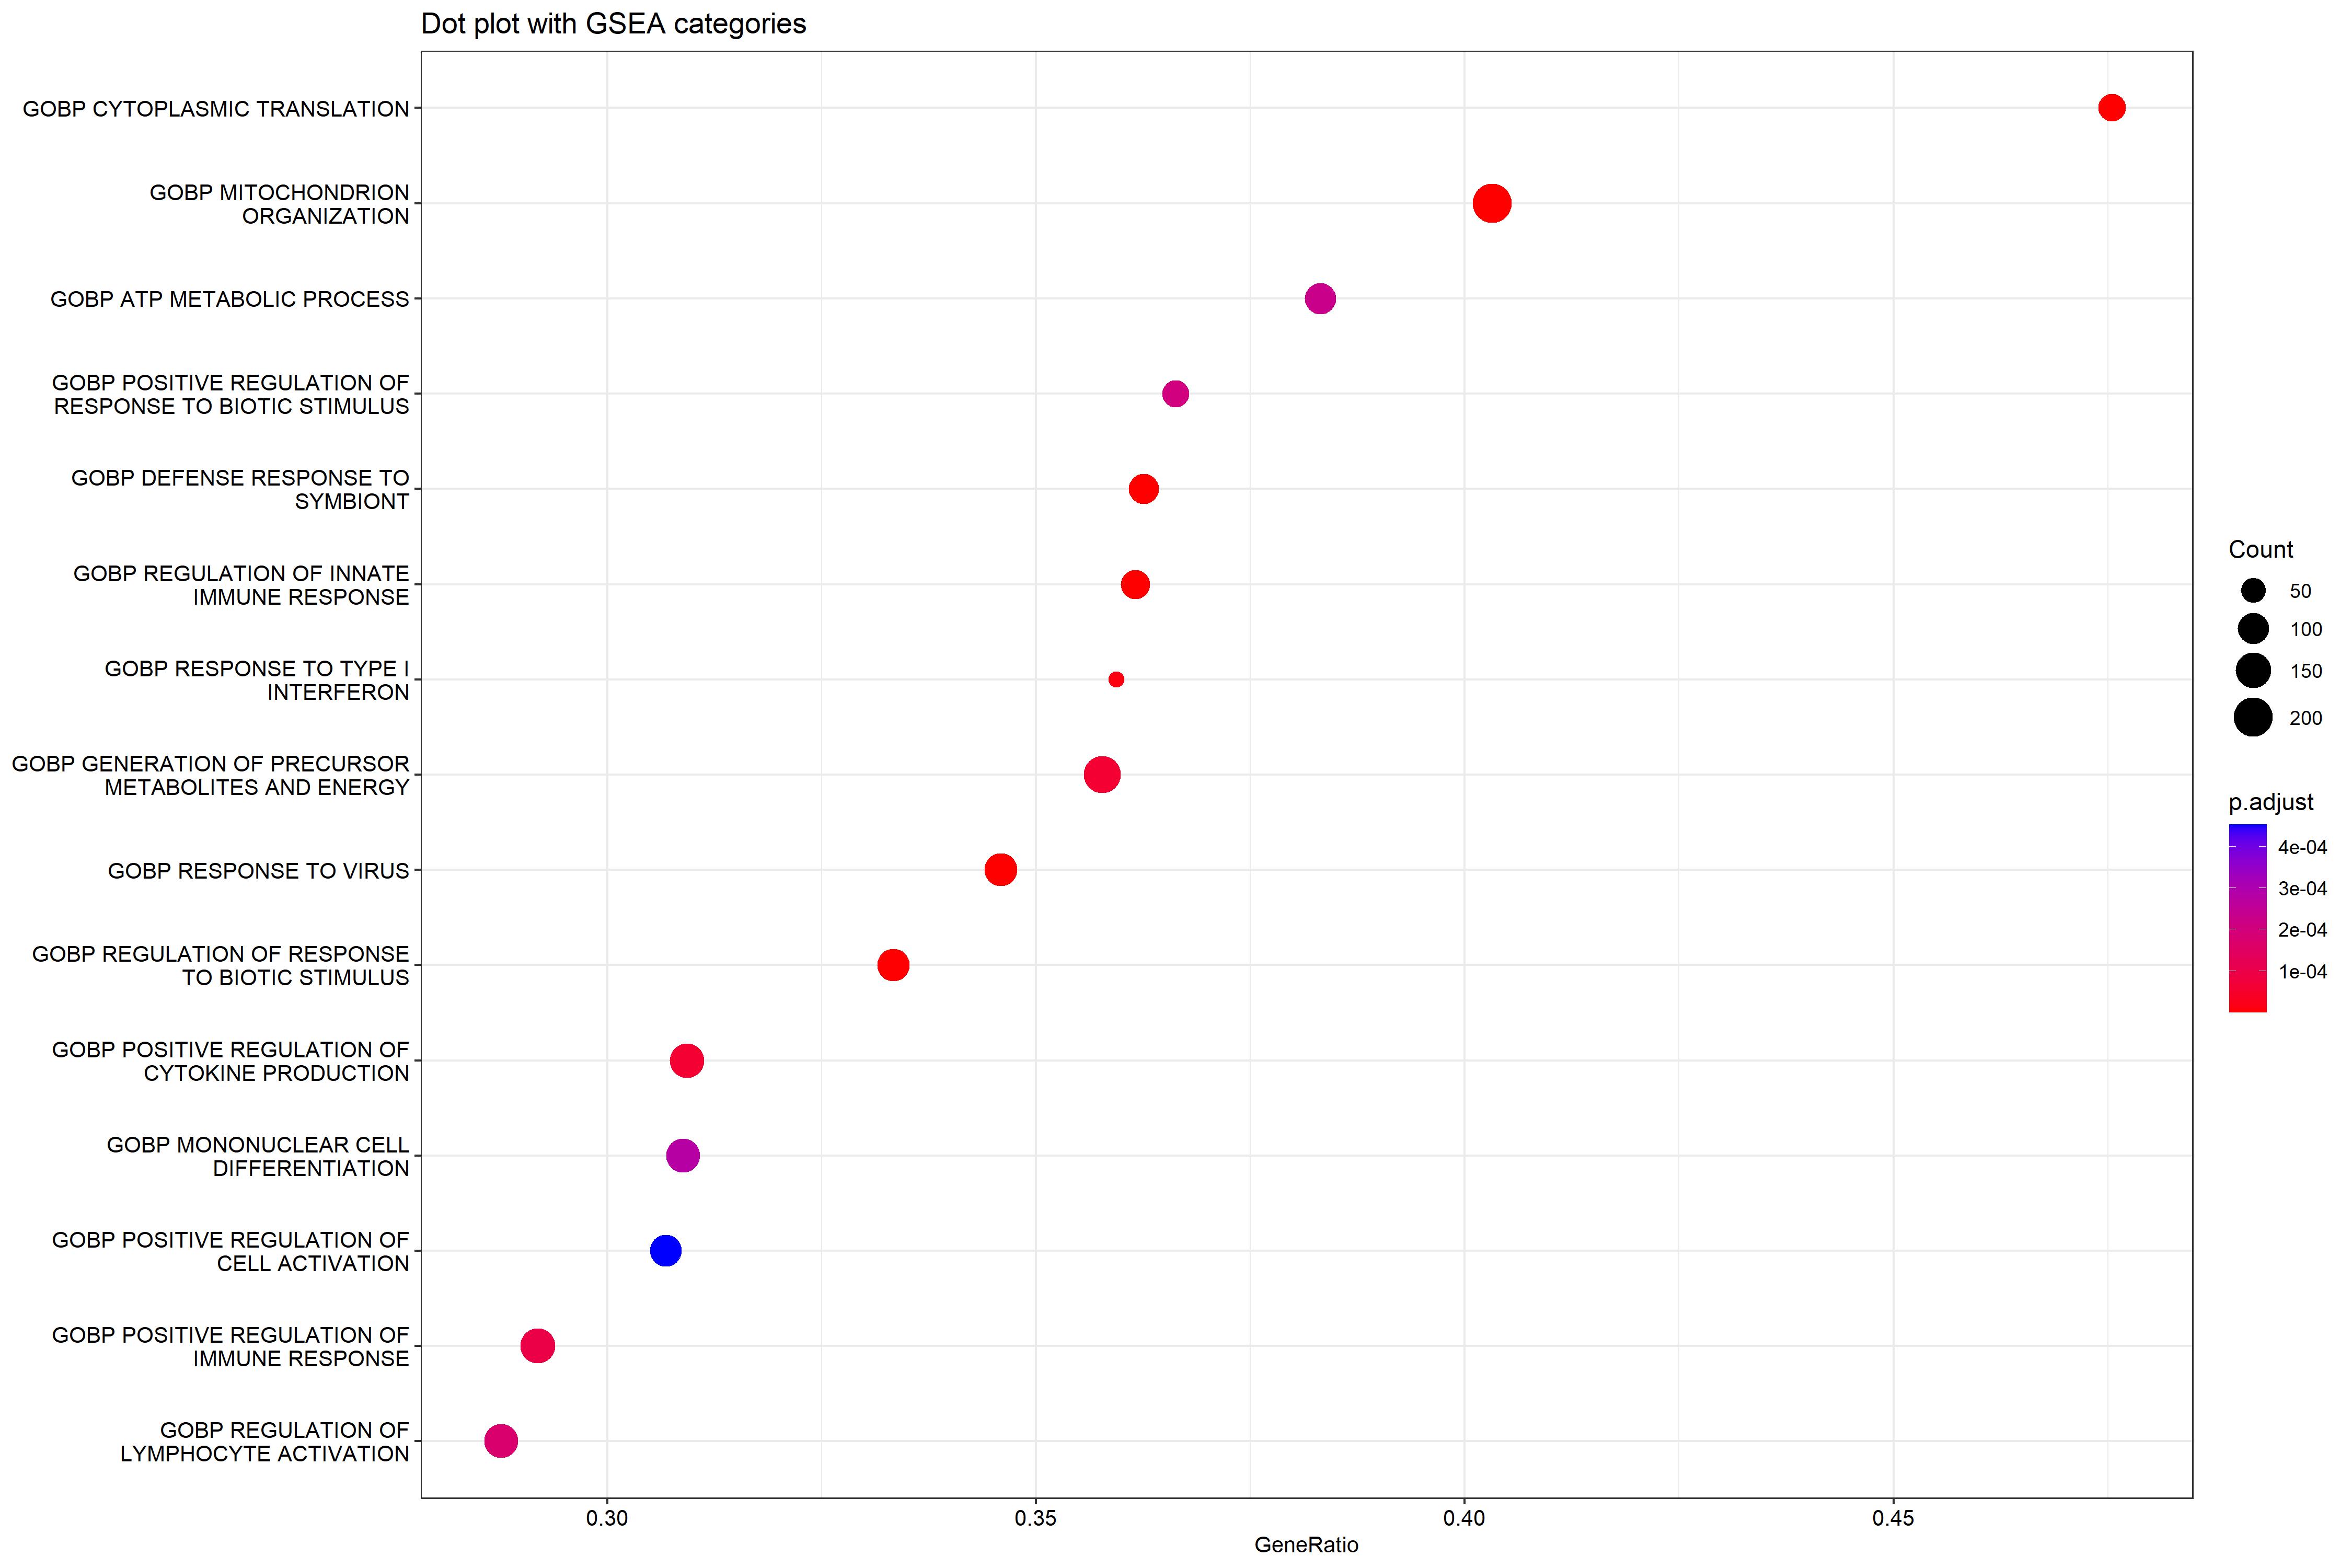 Dot plot with GSEA categories
GOBP CYTOPLASMIC TRANSLATION
GOBP MITOCHONDRION
ORGANIZATION
GOBP ATP METABOLIC PROCESS
GOBP POSITIVE REGULATION OF
RESPONSE TO BIOTIC STIMULUS
GOBP DEFENSE RESPONSE TO
SYMBIONT
GOBP REGULATION OF INNATE
IMMUNE RESPONSE
GOBP RESPONSE TO TYPE I
INTERFERON
GOBP GENERATION OF PRECURSOR
METABOLITES AND ENERGY
GOBP RESPONSE TO VIRUS
GOBP REGULATION OF RESPONSE
TO BIOTIC STIMULUS
GOBP POSITIVE REGULATION OF
CYTOKINE PRODUCTION
GOBP MONONUCLEAR CELL
DIFFERENTIATION
GOBP POSITIVE REGULATION OF
CELL ACTIVATION
GOBP POSITIVE REGULATION OF
IMMUNE RESPONSE
GOBP REGULATION OF
LYMPHOCYTE ACTIVATION
0.30 0.35 0.40 0.45
GeneRatio
Count
50
100
150
200
p.adjust
4e-04
3e-04
2e-04
1e-04